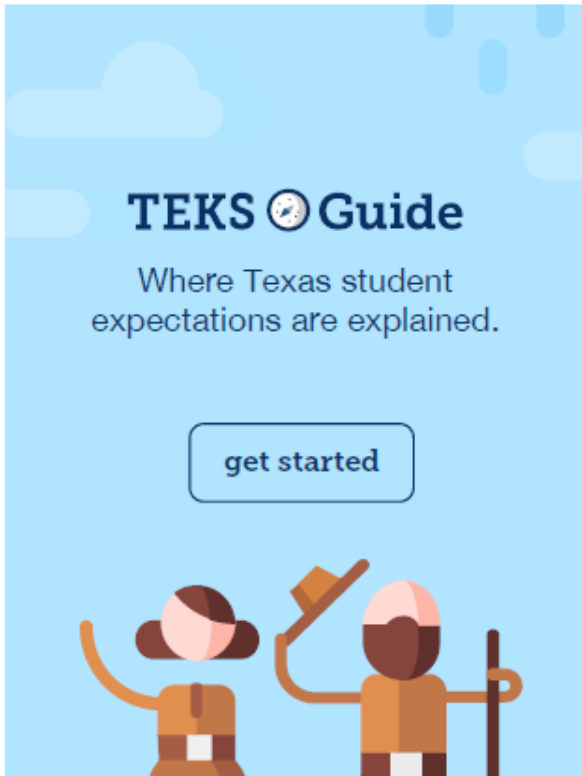 TEKS Guide
Where Texas student
expectations are explained.
get started